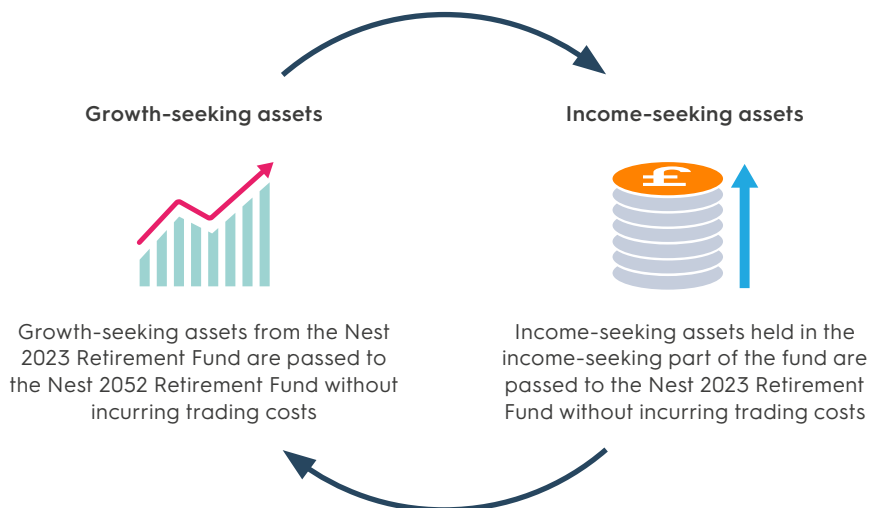 Growth-seeking assets
Growth-seeking assets from the Nest
2023 Retirement Fund are passed to
the Nest 2052 Retirement Fund without
incurring trading costs
Income-seeking assets
£
Income-seeking assets held in the
income-seeking part of the fund are
passed to the Nest 2023 Retirement
Fund without incurring trading costs